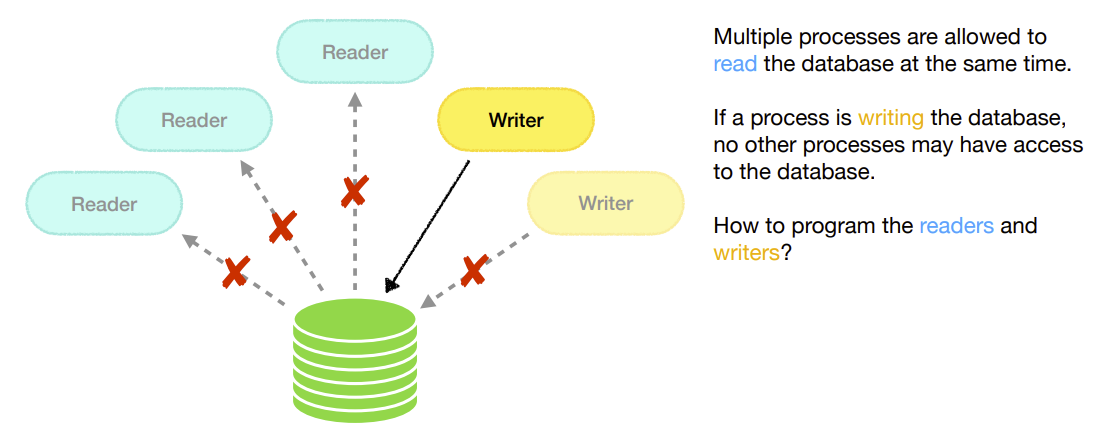 Reader
Reader
Writer
Reader
Writer
Multiple processes are allowed to
read the database at the same time.
If a process is writing the database,
no other processes may have access
to the database.
How to program the readers and
writers?